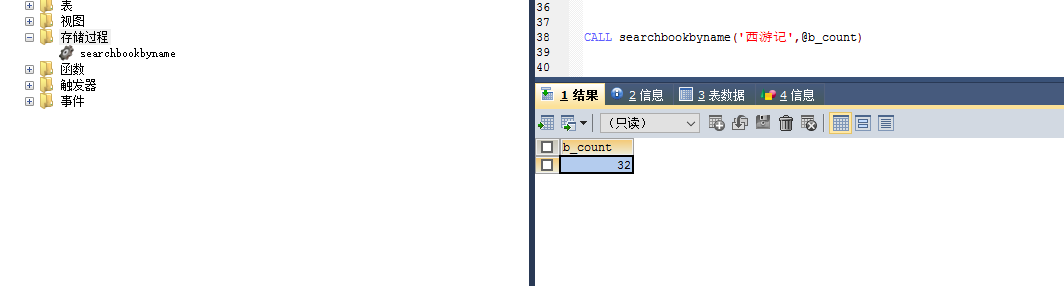 表
视图
存储过程
searchbookbyname
函数
触发器
事件
36
37
38 CALL searchbookbyname('西游记',@b_count)
39
40
1 结果 2 信息 3 表数据 4 信息
（只读）
b_count
32